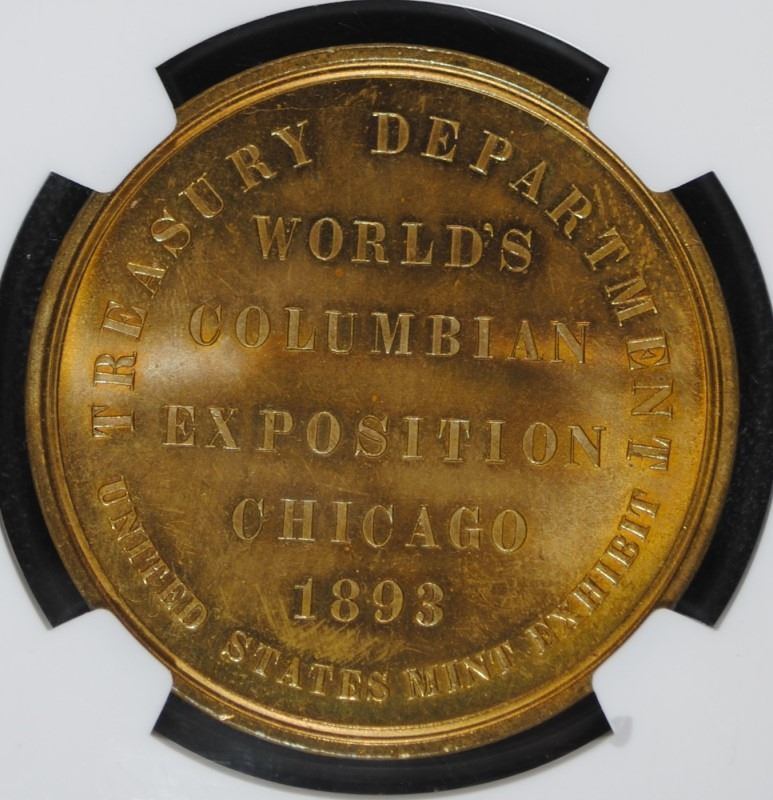 TREASURY DEPARTMENT
WORLD'S
COLUMBIAN
EXPOSITION
CHICAGO
1893
UNITED STATES MINT EXHIBIT